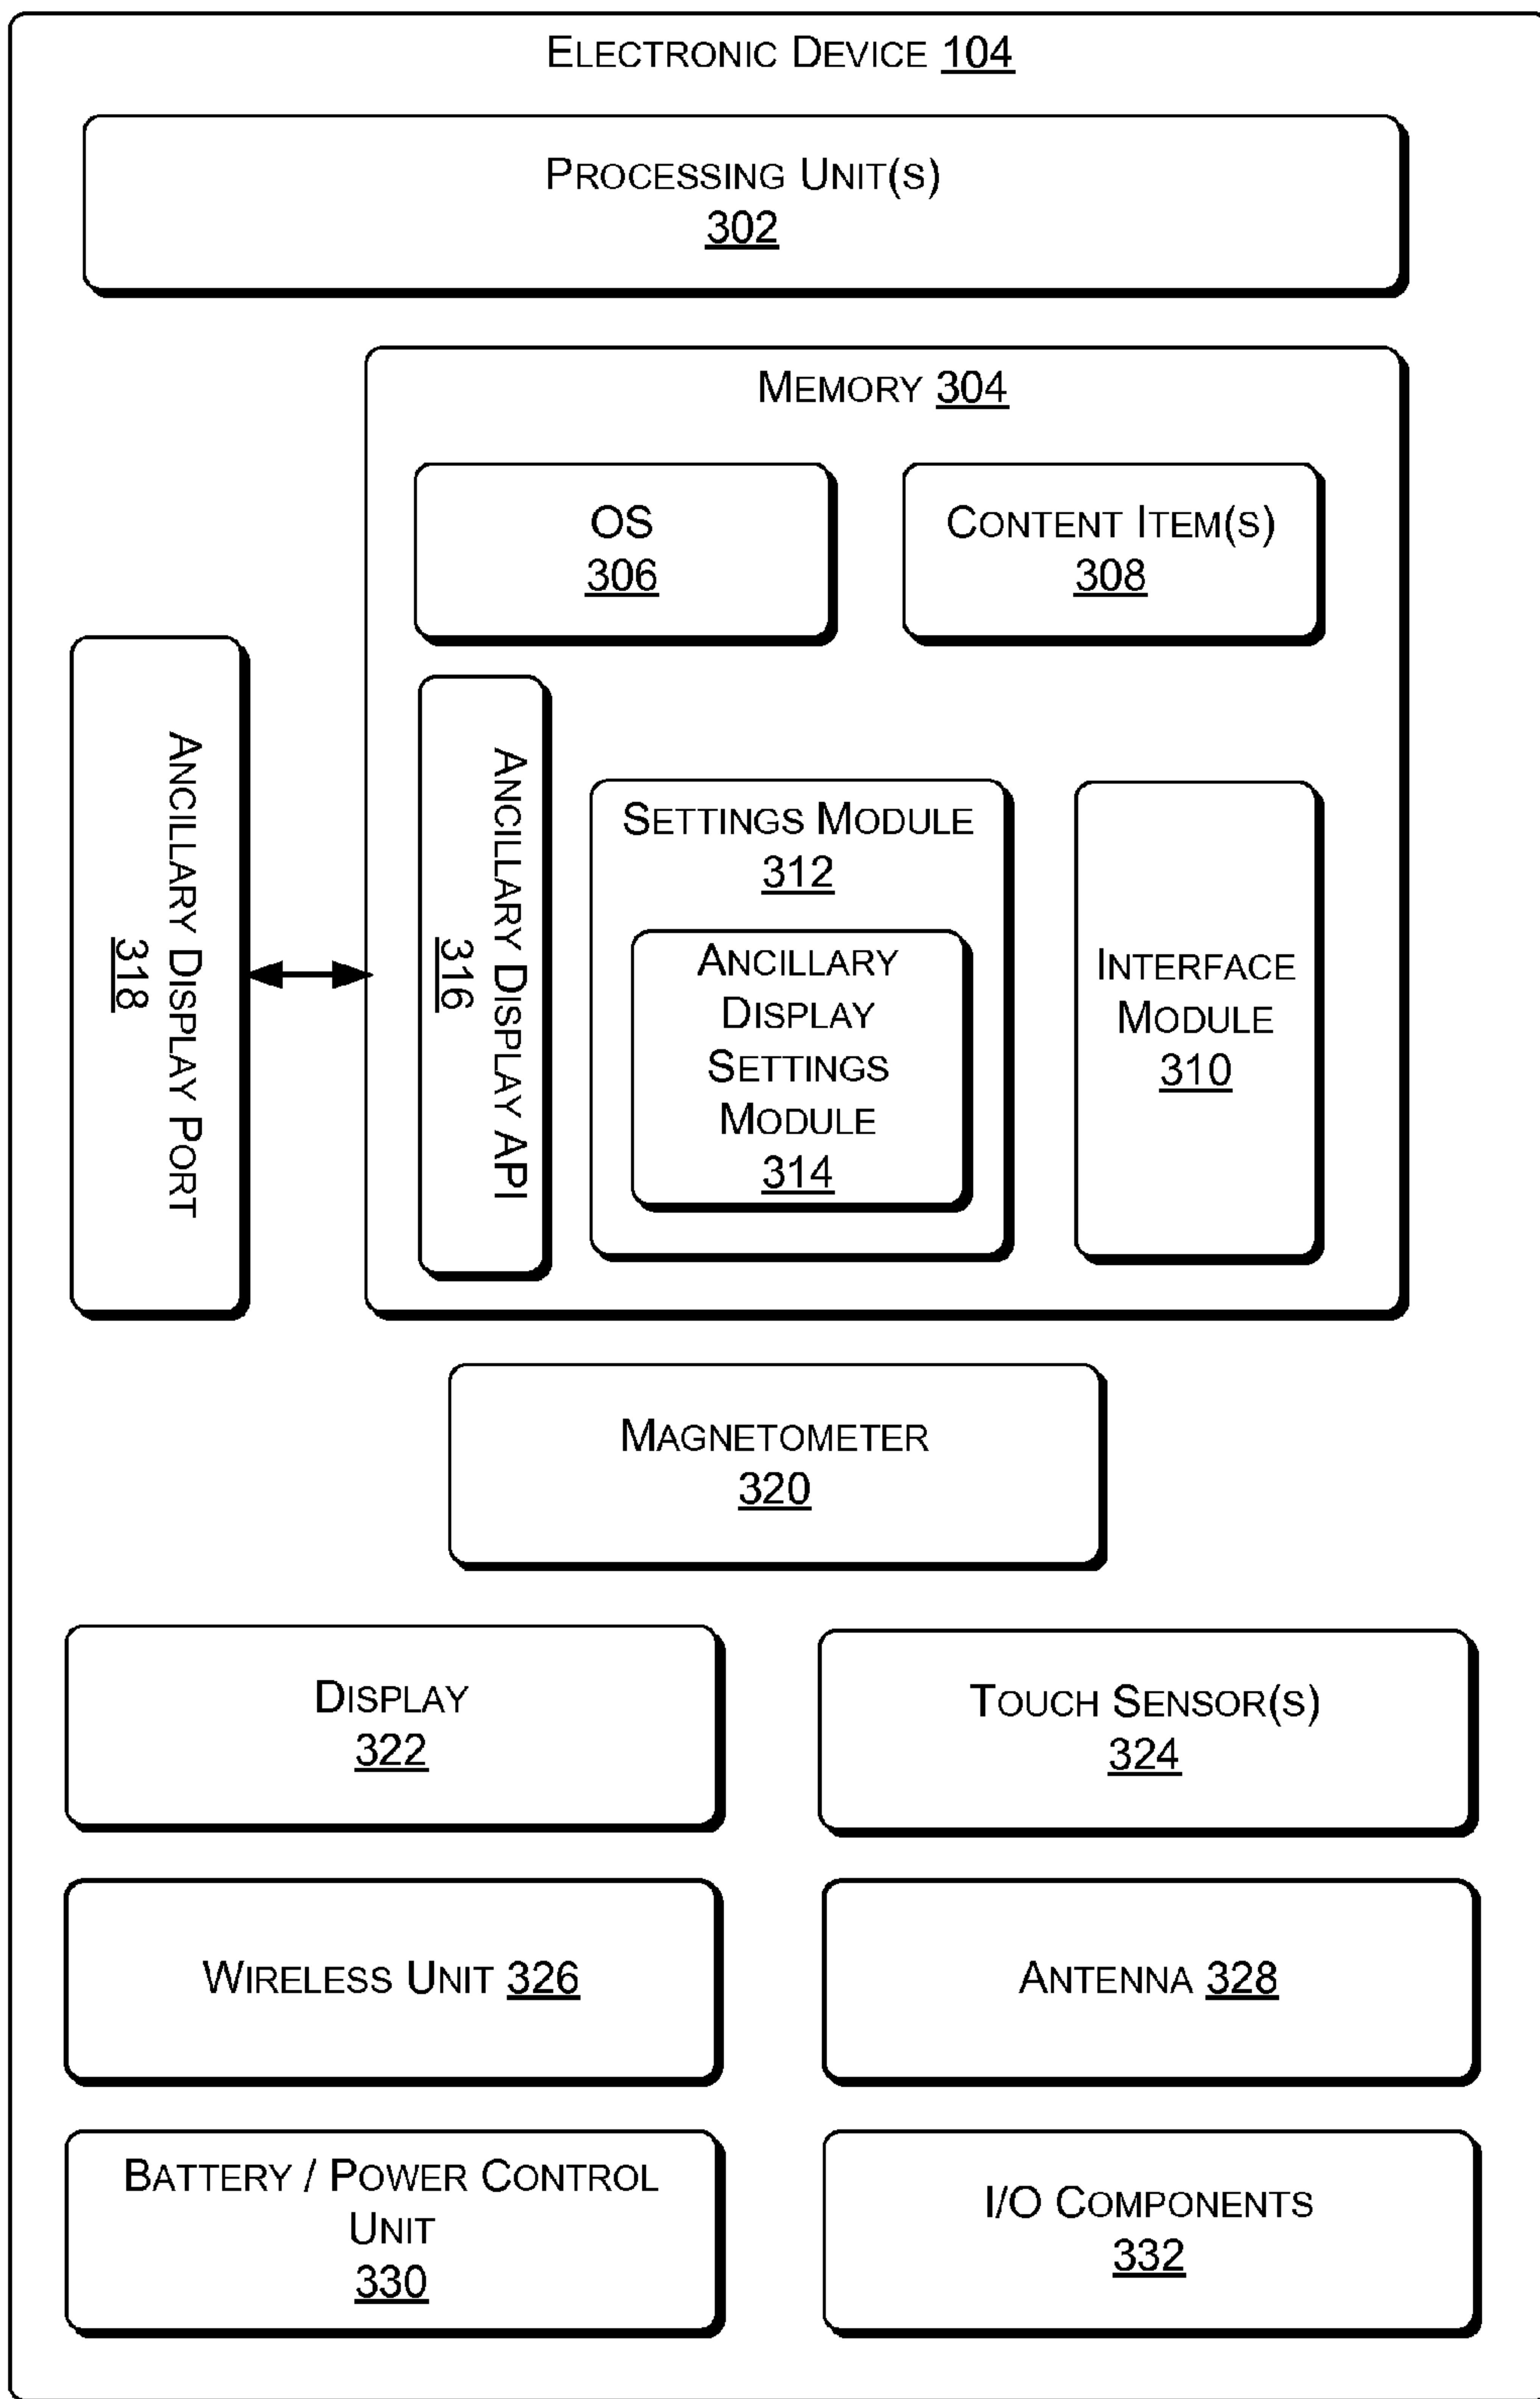 ELECTRONIC DEVICE 104
PROCESSING UNIT(S)
302
MEMORY 304
OS
306
CONTENT ITEM(S)
308
ANCILLARY DISPLAY PORT
318
ANCILLARY DISPLAY API
316
SETTINGS MODULE
312
ANCILLARY
DISPLAY
SETTINGS
MODULE
314
INTERFACE
MODULE
310
MAGNETOMETER
320
DISPLAY
322
TOUCH SENSOR(S)
324
WIRELESS UNIT 326
ANTENNA 328
BATTERY / POWER CONTROL
UNIT
330
I/O COMPONENTS
332